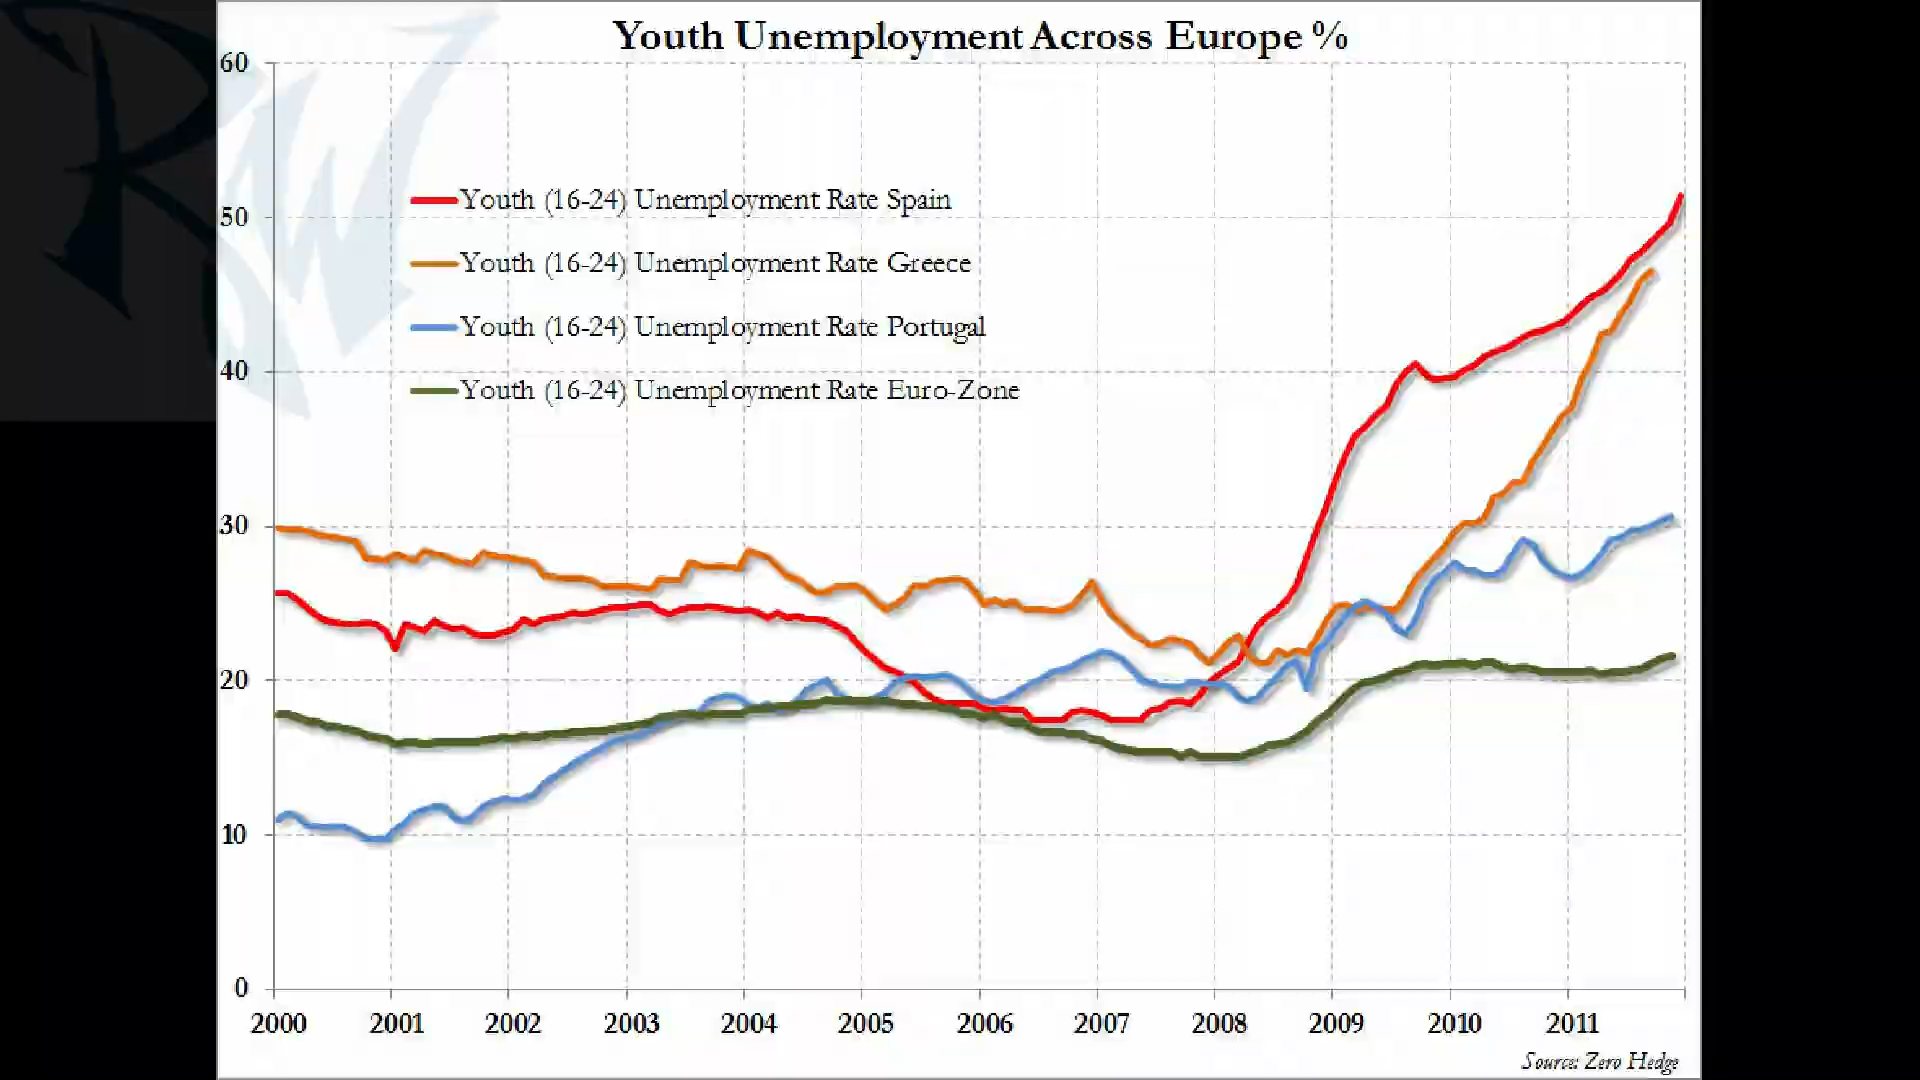 Youth Unemployment Across Europe %
60
50
40
30
20
10
0
Youth (16-24) Unemployment Rate Spain
Youth (16-24) Unemployment Rate Greece
Youth (16-24) Unemployment Rate Portugal
Youth (16-24) Unemployment Rate Euro-Zone
2000 2001 2002 2003 2004 2005 2006 2007 2008 2009 2010 2011
Source: Zero Hedge